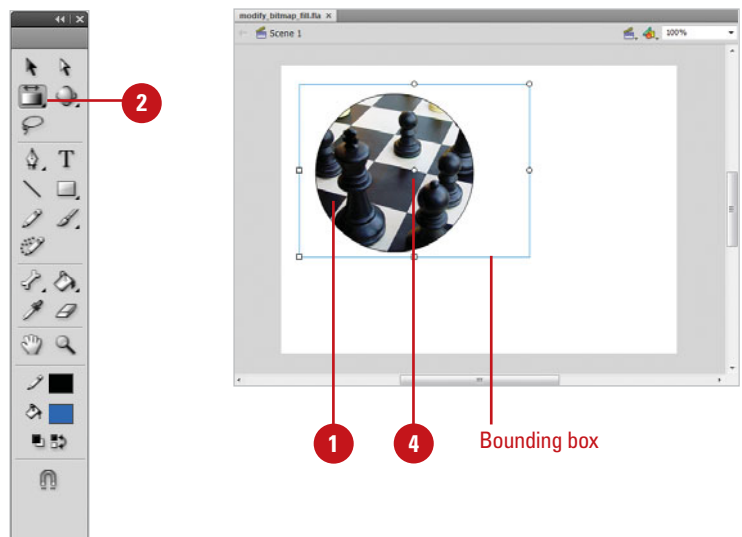 modify_bitmap_fill.fla ×
Scene 1
100%
T
2
1
4
Bounding box